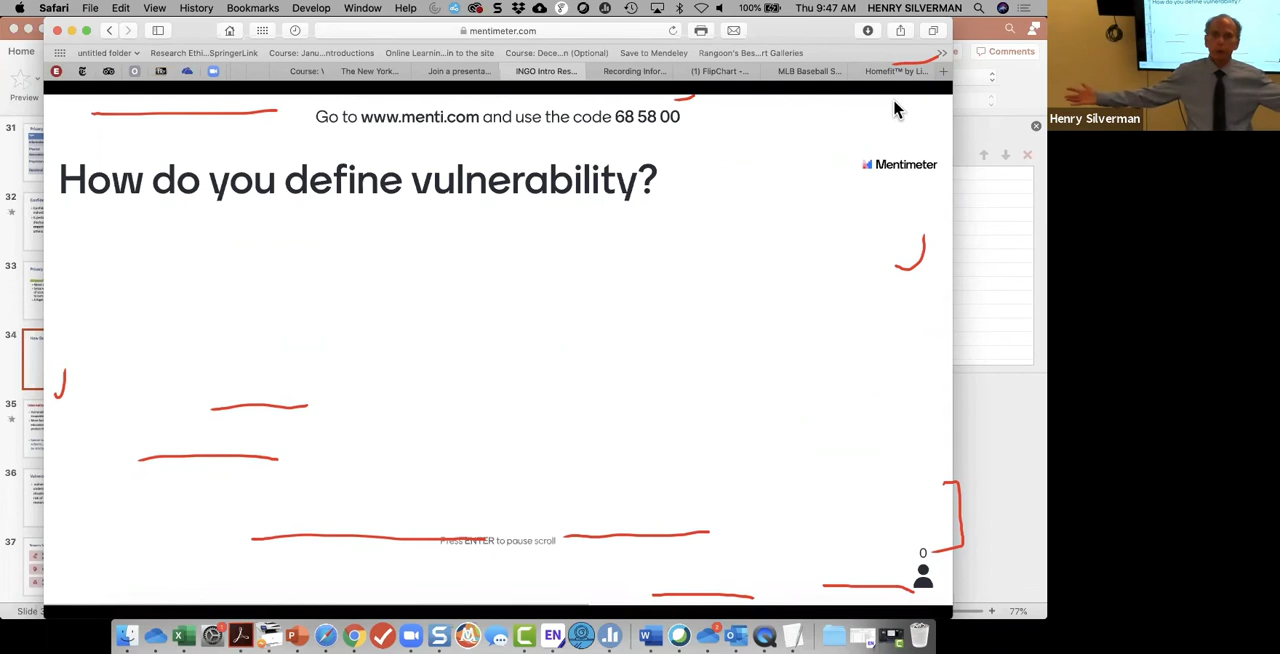 Safari File Edit View History Bookmarks Develop Window Help 100% Thu 9:47 AM HENRY SILVERMAN
Home
mentimeter.com
Comments
untitled folder Research Ethi...SpringerLink Course: Janu...ntroductions Online Learnin...in to the site Course: Dece...n (Optional) Save to Mendeley Rangoon's Bes...rt Galleries
Course: \ The New York... Join a presenta... INGO Intro Res... Recording Infor... (1) FlipChart -... MLB Baseball S... Homefit™ by Li...
Preview
Go to www.menti.com and use the code 68 58 00
Henry Silverman
31
How do you define vulnerability?
Mentimeter
32
33
34
35
36
37
Press ENTER to pause scroll
0
Slide 3
77%
EN